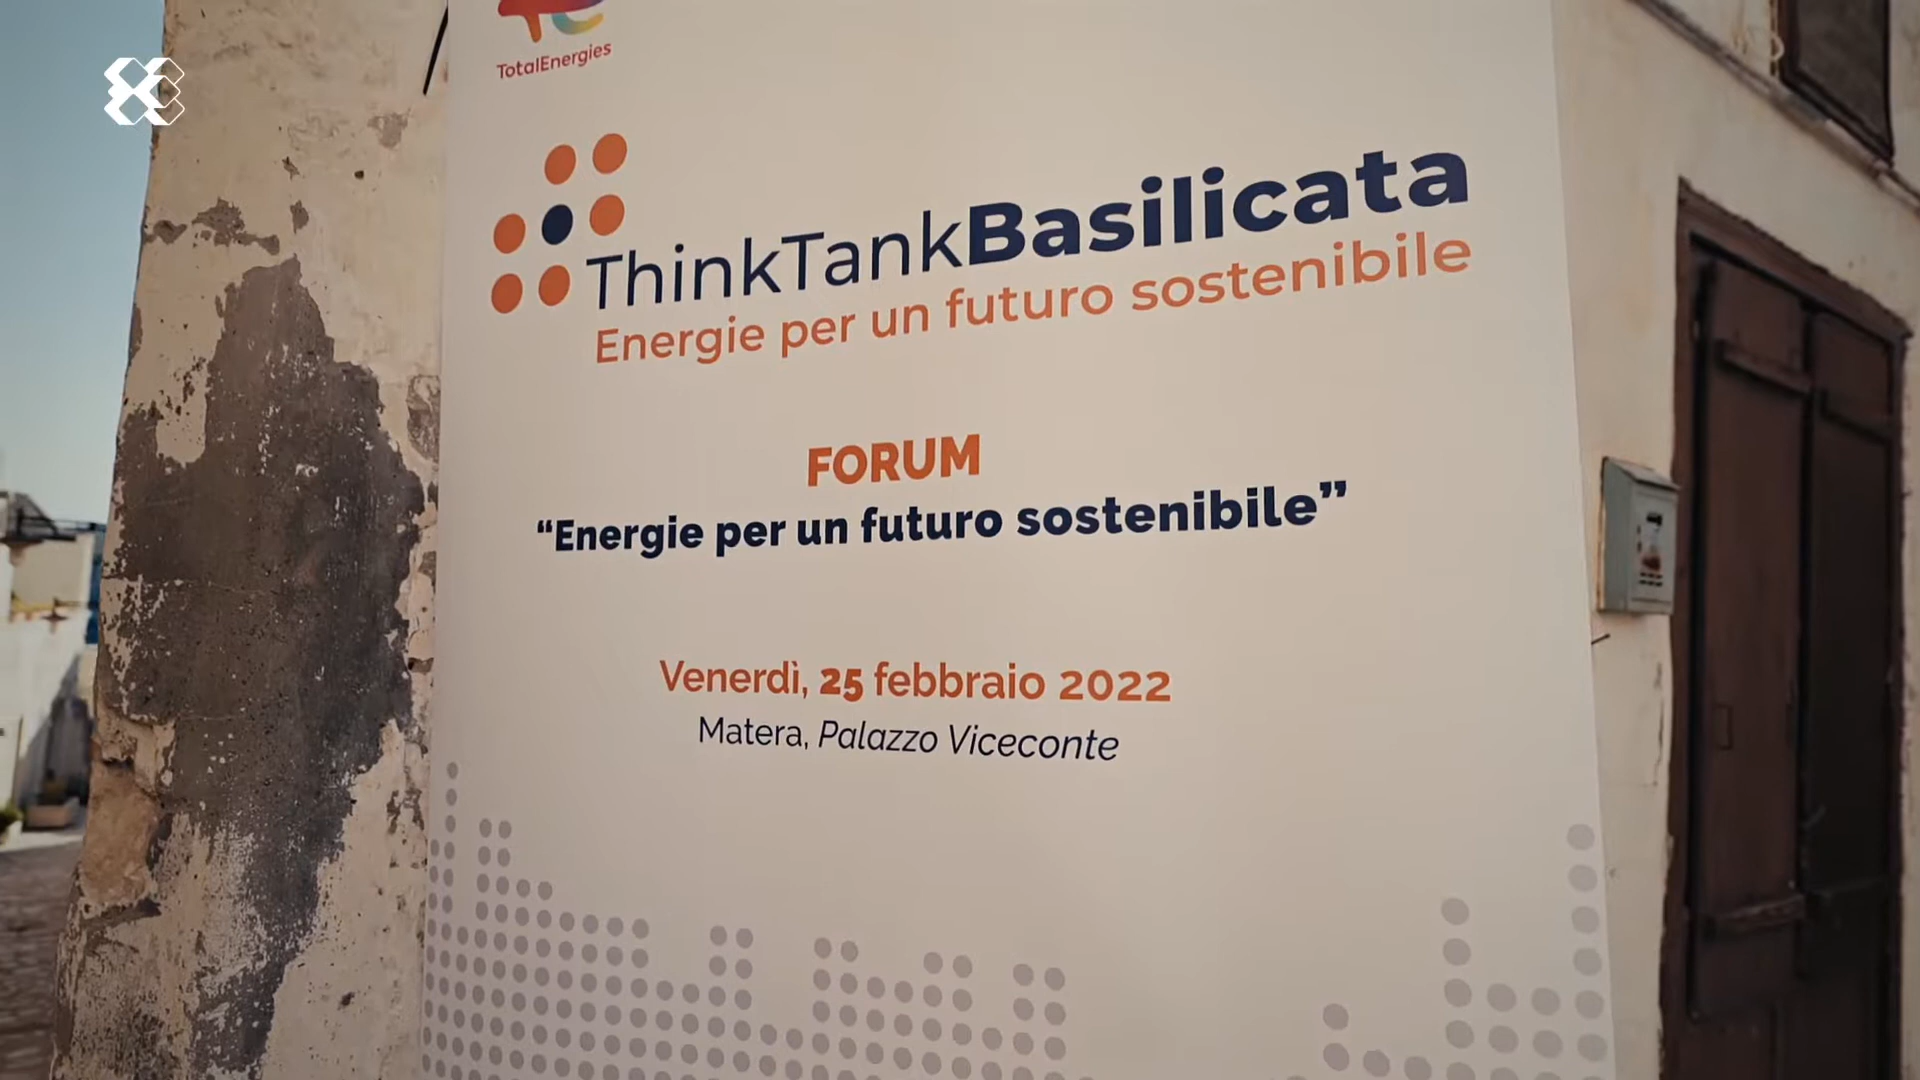 TotalEnergies
ThinkTankBasilicata
Energie per un futuro sostenibile
FORUM
“Energie per un futuro sostenibile”
Venerdì, 25 febbraio 2022
Matera, Palazzo Viceconte